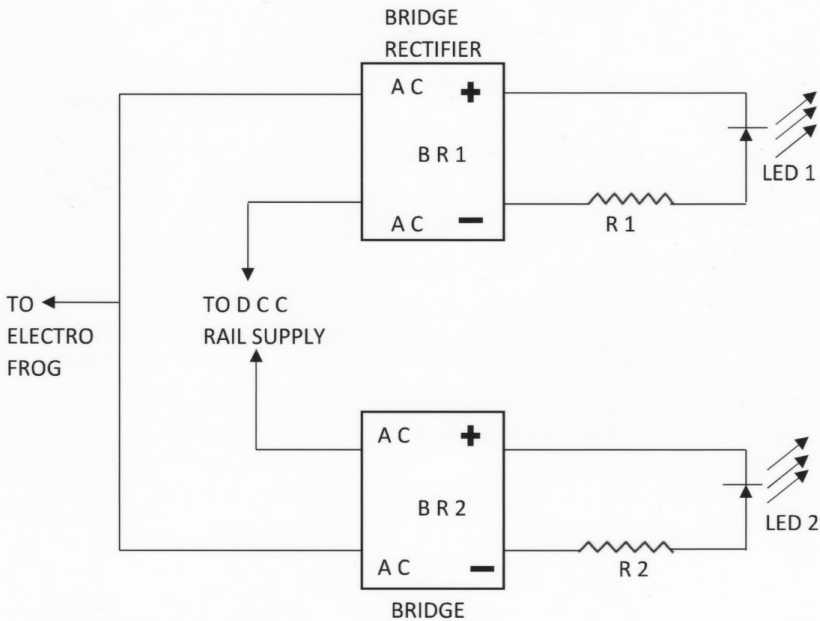 BRIDGE
RECTIFIER
A C +
B R 1
A C −
LED 1
R 1
TO
ELECTRO
FROG
TO D C C
RAIL SUPPLY
A C +
B R 2
A C −
LED 2
R 2
BRIDGE